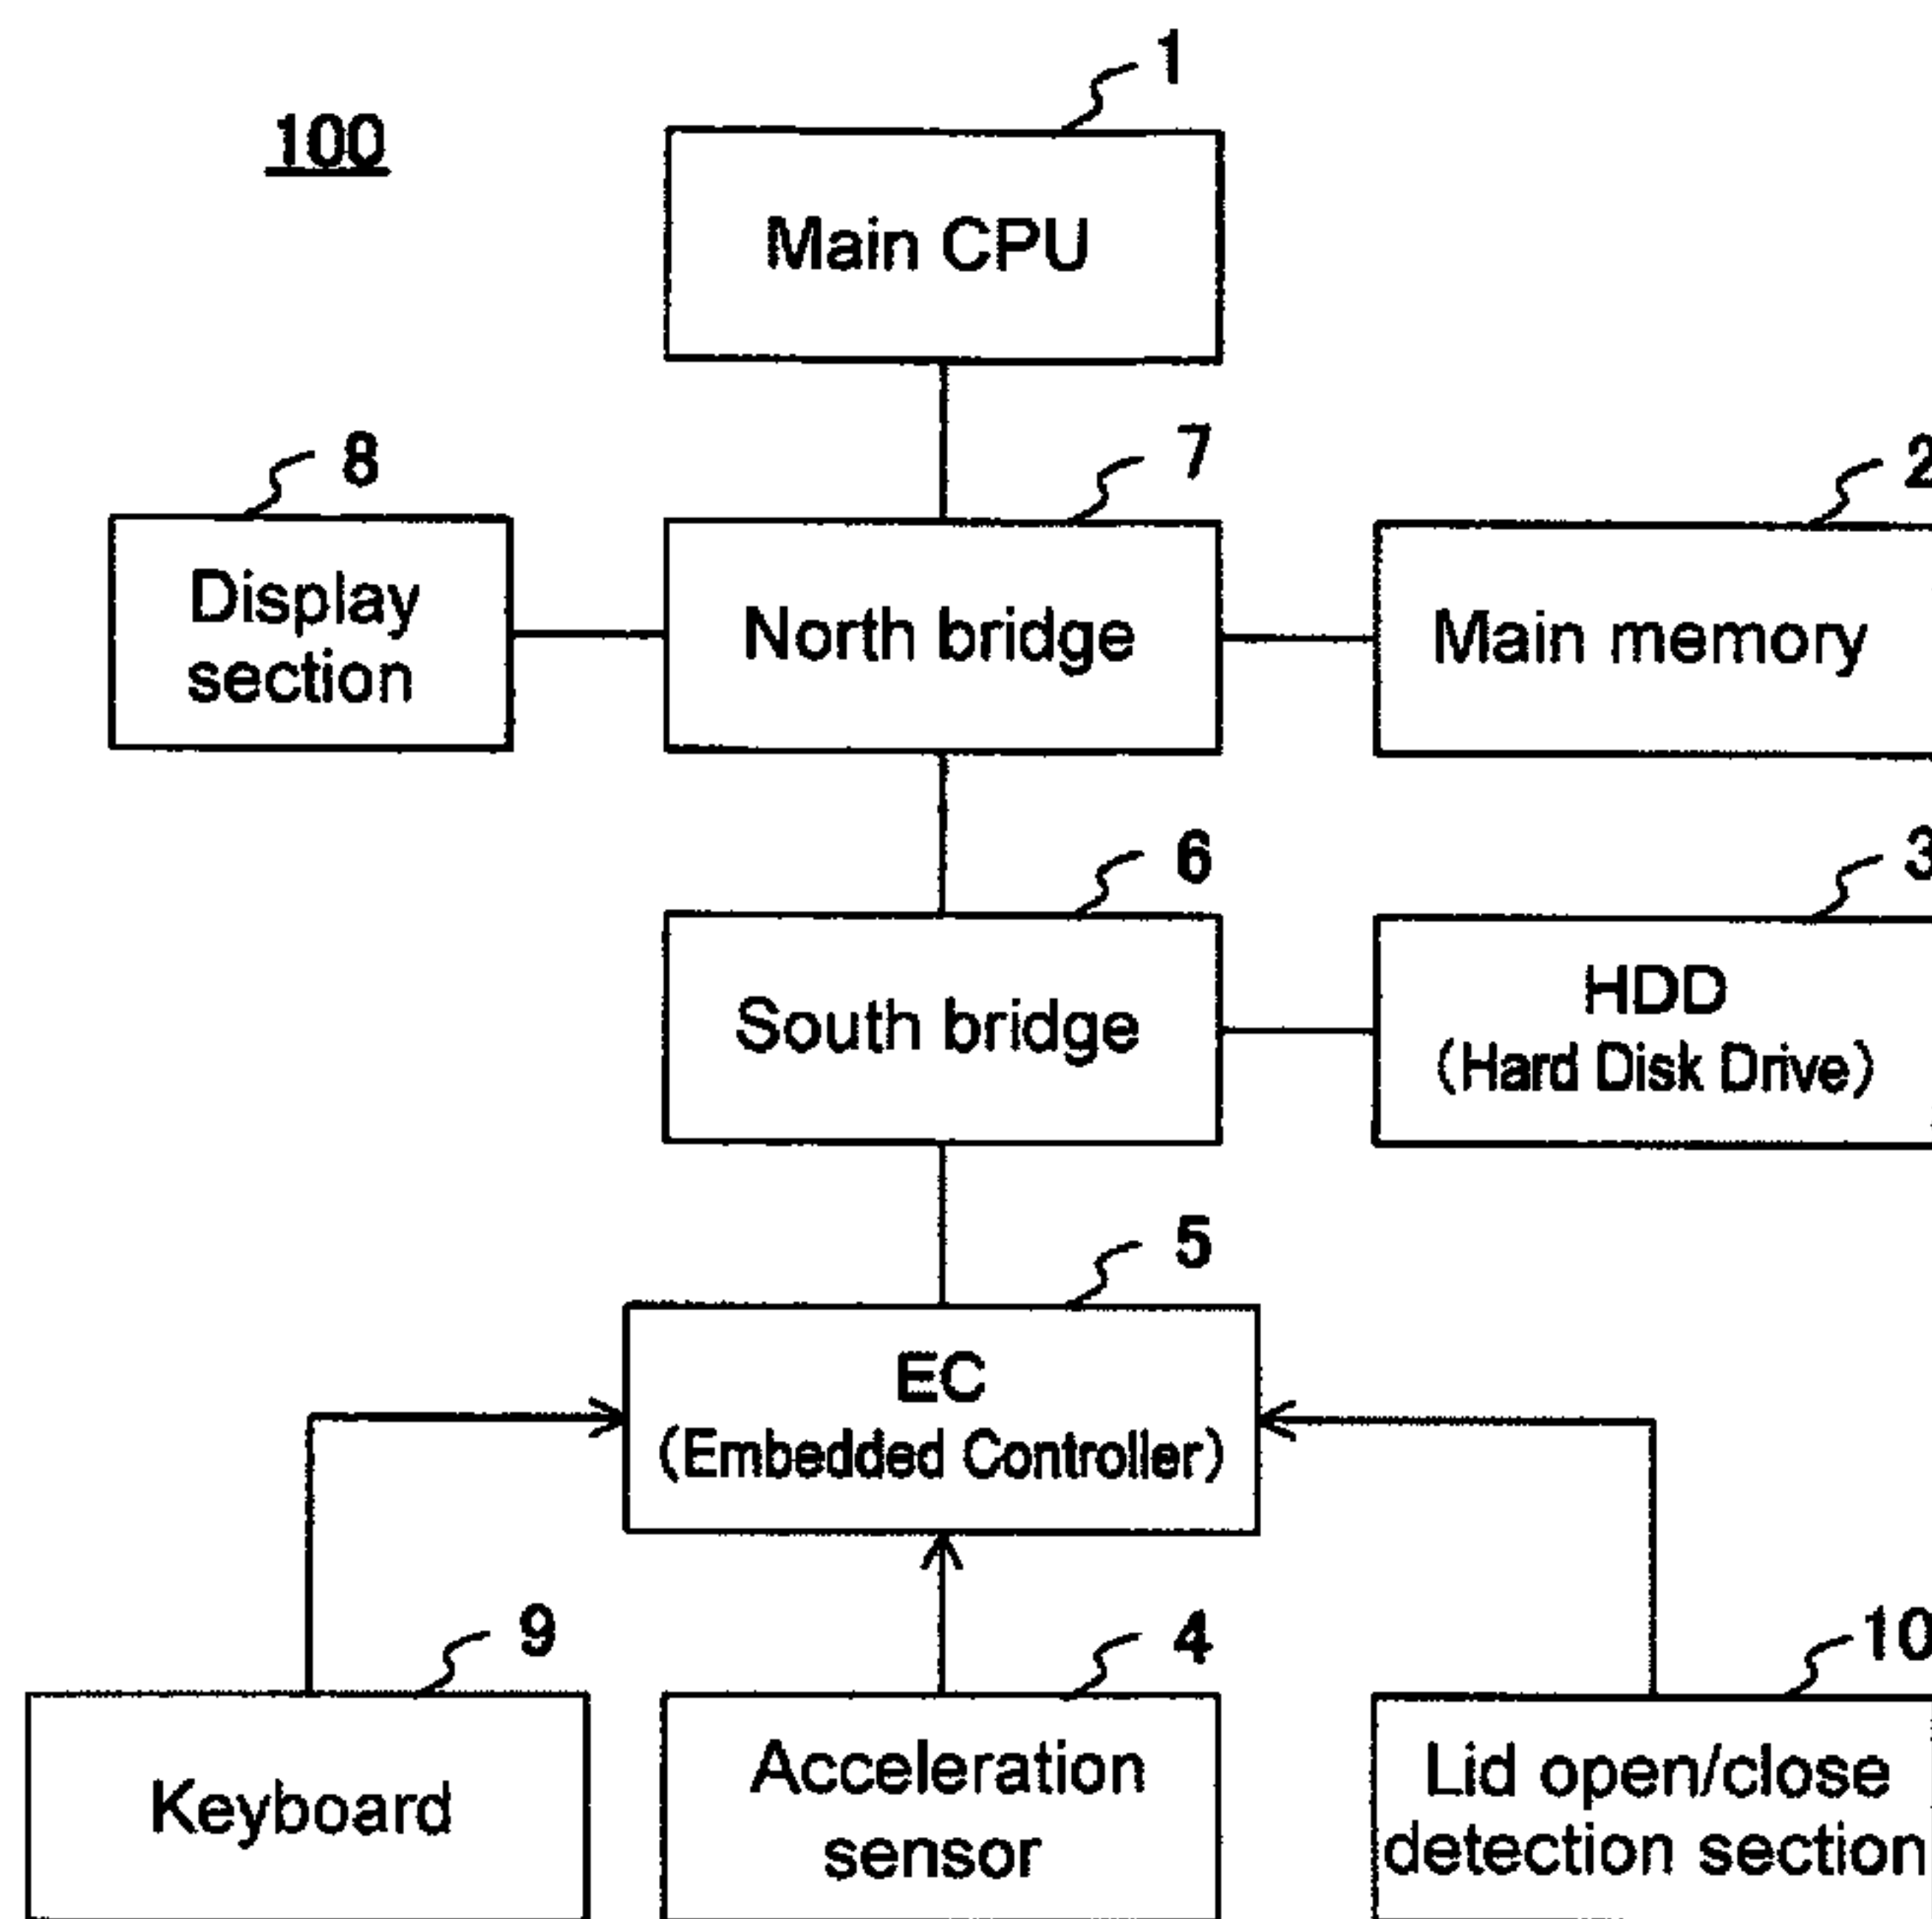 1
100
Main CPU
8
7
2
Display
section
North bridge
Main memory
6
3
South bridge
HDD
(Hard Disk Drive)
5
EC
(Embedded Controller)
9
4
10
Keyboard
Acceleration
sensor
Lid open/close
detection section